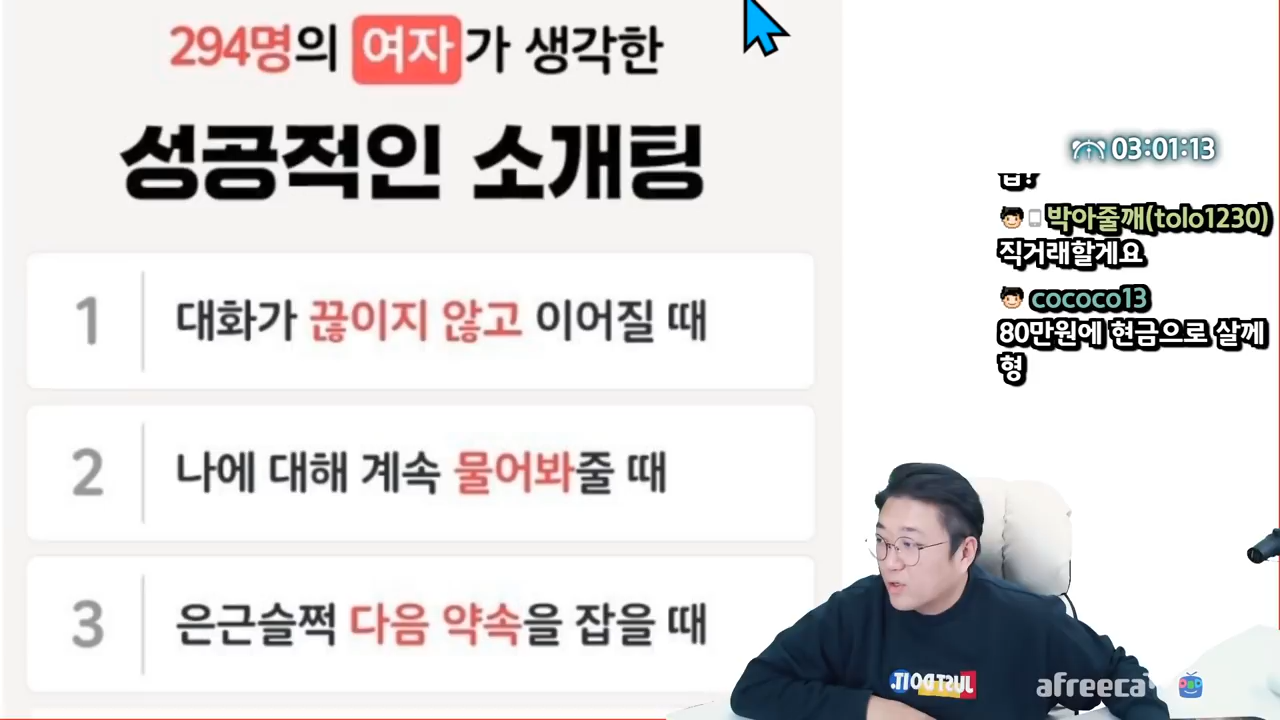 294명의 여자가 생각한
성공적인 소개팅
1 대화가 끊이지 않고 이어질 때
2 나에 대해 계속 물어봐줄 때
3 은근슬쩍 다음 약속을 잡을 때
03:01:13
박아줄깨(tolo1230)
직거래할게요
cococo13
80만원에 현금으로 살께
형
JUST DO IT.
afreeca